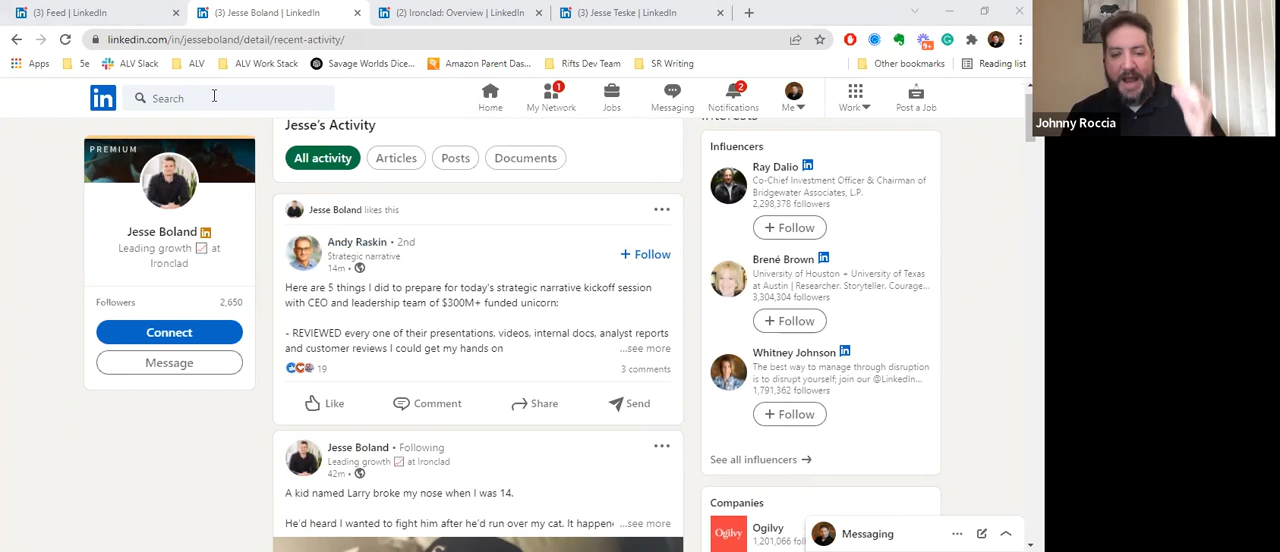 (3) Feed | LinkedIn
(3) Jesse Boland | LinkedIn
(2) Ironclad: Overview | LinkedIn
(3) Jesse Teske | LinkedIn
linkedin.com/in/jesseboland/detail/recent-activity/
Apps
5e
ALV Slack
ALV
ALV Work Stack
Savage Worlds Dice...
Amazon Parent Das...
Rifts Dev Team
SR Writing
Other bookmarks
Reading list
Search
Home
My Network
Jobs
Messaging
Notifications
Me
Work
Post a Job
PREMIUM
Jesse Boland
Leading growth 📈 at
Ironclad
Followers 2,650
Connect
Message
Jesse's Activity
All activity
Articles
Posts
Documents
Jesse Boland likes this
Andy Raskin • 2nd
Strategic narrative
14m •
+ Follow
Here are 5 things I did to prepare for today's strategic narrative kickoff session
with CEO and leadership team of $300M+ funded unicorn:
- REVIEWED every one of their presentations, videos, internal docs, analyst reports
and customer reviews I could get my hands on ...see more
19
3 comments
Like
Comment
Share
Send
Jesse Boland • Following
Leading growth 📈 at Ironclad
42m •
A kid named Larry broke my nose when I was 14.
He'd heard I wanted to fight him after he'd run over my cat. It happen ...see more
Interests
Influencers
Ray Dalio
Co-Chief Investment Officer & Chairman of
Bridgewater Associates, L.P.
2,298,378 followers
+ Follow
Brené Brown
University of Houston + University of Texas
at Austin | Researcher. Storyteller. Courage...
3,304,304 followers
+ Follow
Whitney Johnson
The best way to manage through disruption
is to disrupt yourself; join our @LinkedIn...
1,791,362 followers
+ Follow
See all influencers →
Companies
Ogilvy
Ogilvy
1,201,066 fol
Messaging
Johnny Roccia